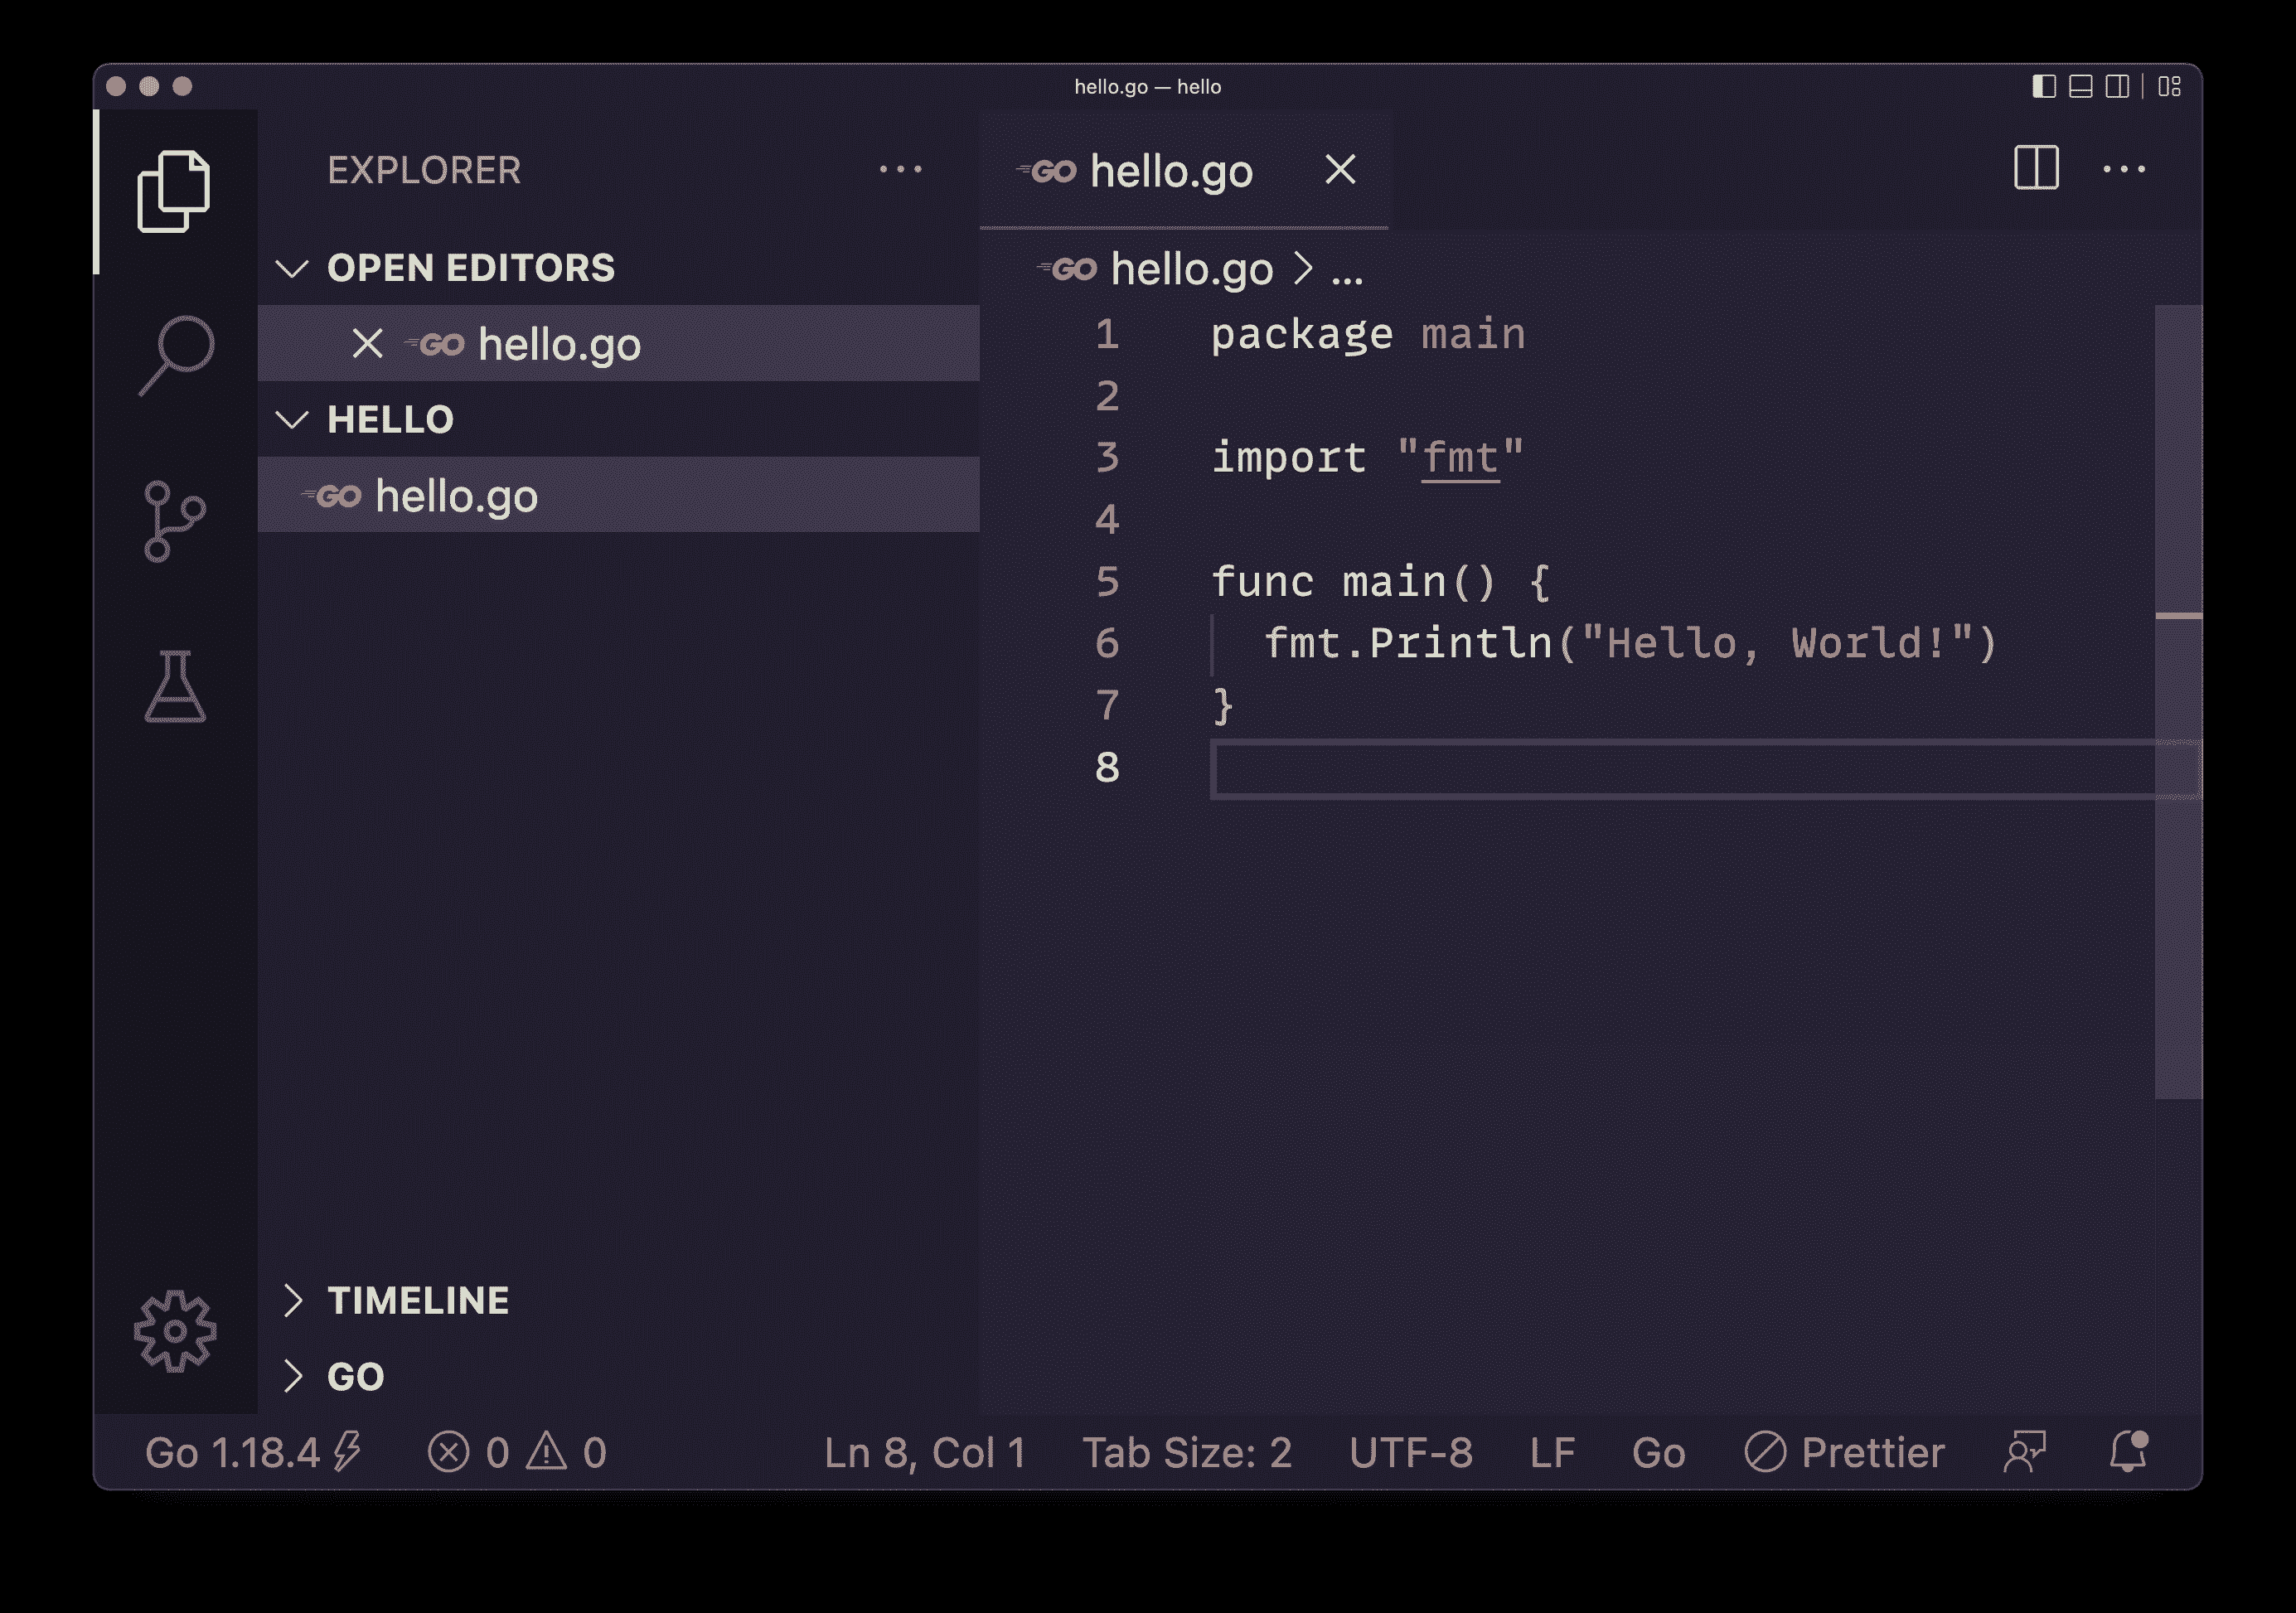 hello.go — hello
EXPLORER
OPEN EDITORS
GO hello.go
HELLO
GO hello.go
TIMELINE
GO
GO hello.go
GO hello.go > ...
1 package main
2
3 import "fmt"
4
5 func main() {
6 fmt.Println("Hello, World!")
7 }
8
Go 1.18.4 0 0 Ln 8, Col 1 Tab Size: 2 UTF-8 LF Go Prettier